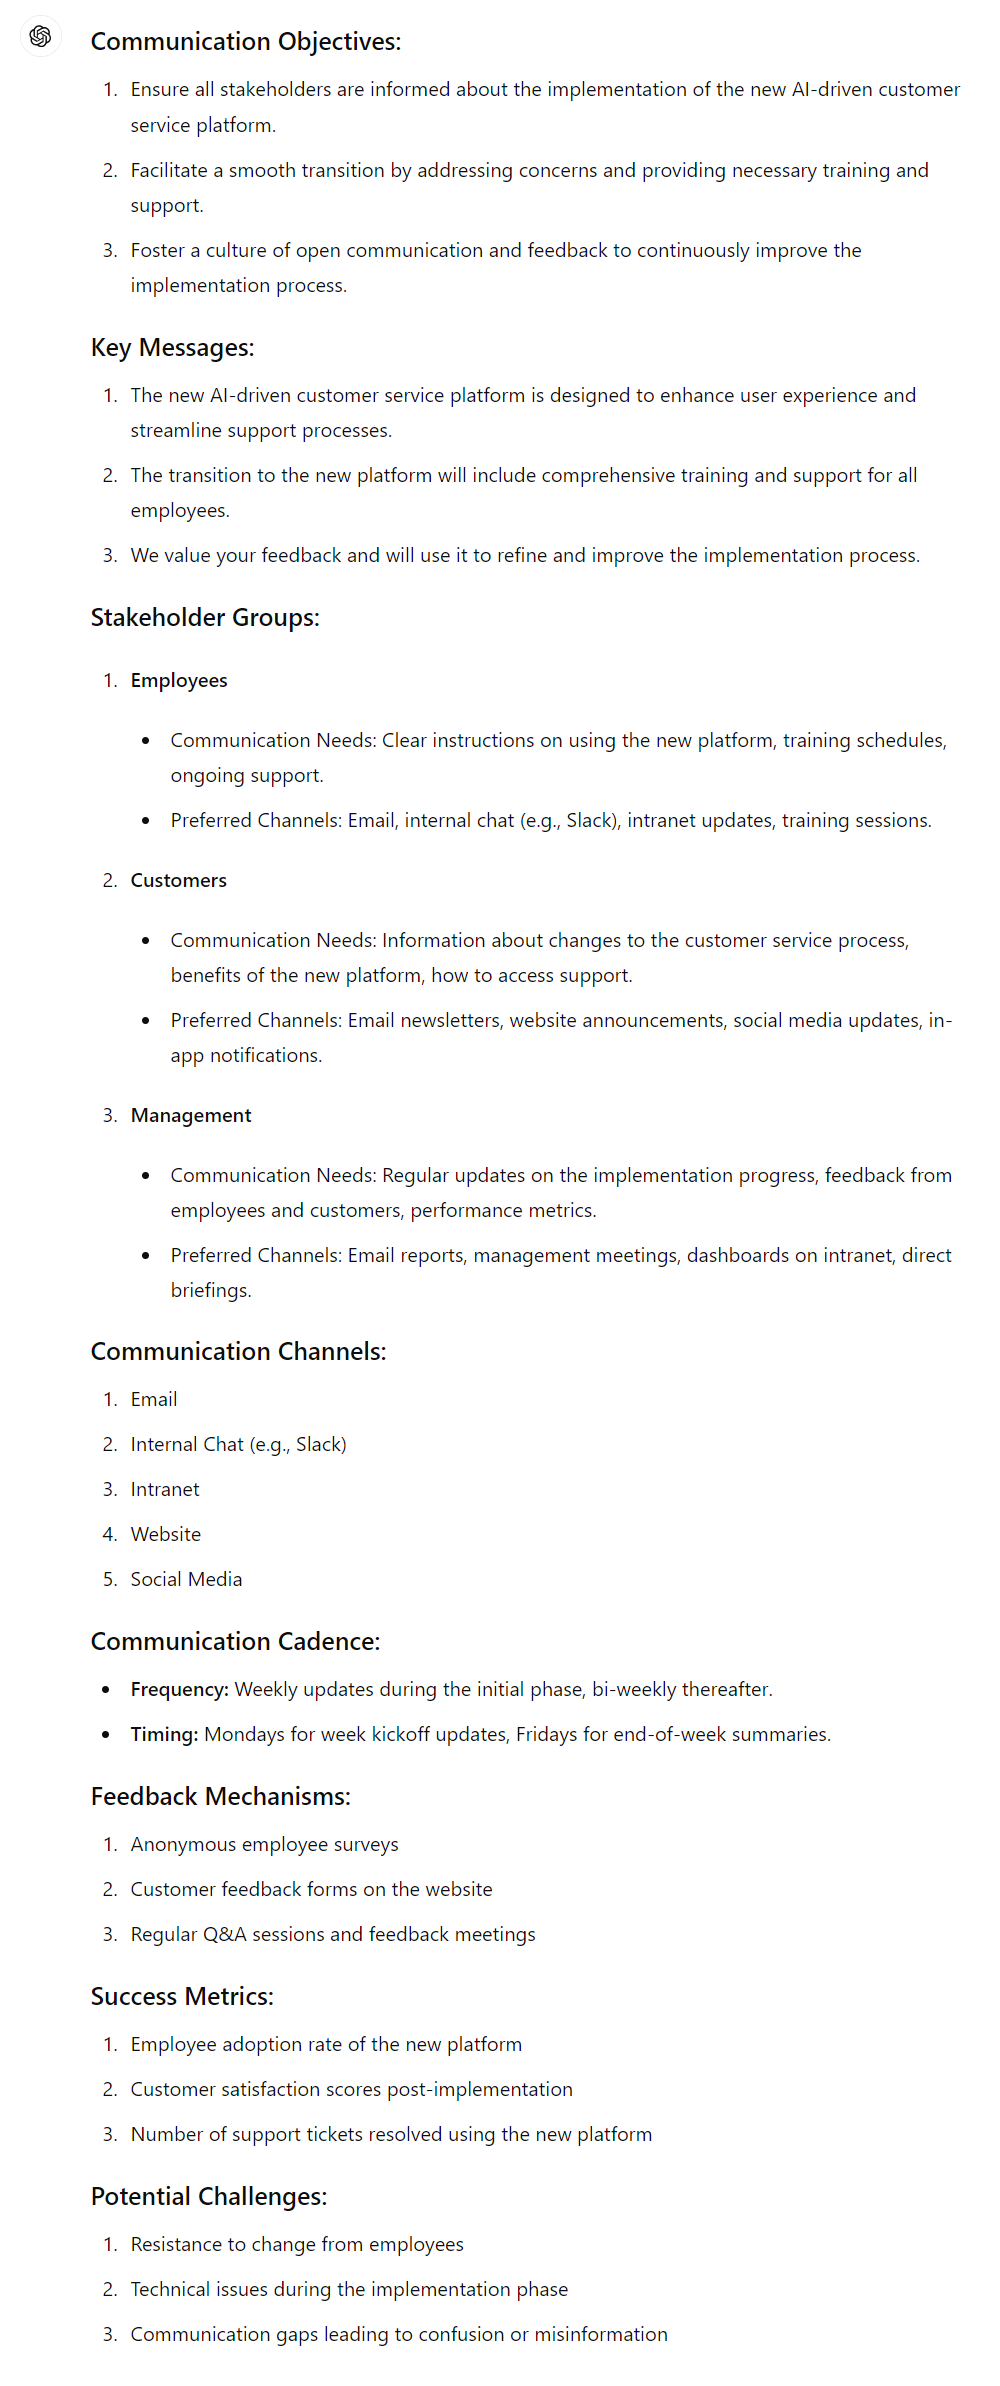 Communication Objectives:
1. Ensure all stakeholders are informed about the implementation of the new AI-driven customer
service platform.
2. Facilitate a smooth transition by addressing concerns and providing necessary training and
support.
3. Foster a culture of open communication and feedback to continuously improve the
implementation process.
Key Messages:
1. The new AI-driven customer service platform is designed to enhance user experience and
streamline support processes.
2. The transition to the new platform will include comprehensive training and support for all
employees.
3. We value your feedback and will use it to refine and improve the implementation process.
Stakeholder Groups:
1. Employees
• Communication Needs: Clear instructions on using the new platform, training schedules,
ongoing support.
• Preferred Channels: Email, internal chat (e.g., Slack), intranet updates, training sessions.
2. Customers
• Communication Needs: Information about changes to the customer service process,
benefits of the new platform, how to access support.
• Preferred Channels: Email newsletters, website announcements, social media updates, in-
app notifications.
3. Management
• Communication Needs: Regular updates on the implementation progress, feedback from
employees and customers, performance metrics.
• Preferred Channels: Email reports, management meetings, dashboards on intranet, direct
briefings.
Communication Channels:
1. Email
2. Internal Chat (e.g., Slack)
3. Intranet
4. Website
5. Social Media
Communication Cadence:
• Frequency: Weekly updates during the initial phase, bi-weekly thereafter.
• Timing: Mondays for week kickoff updates, Fridays for end-of-week summaries.
Feedback Mechanisms:
1. Anonymous employee surveys
2. Customer feedback forms on the website
3. Regular Q&A sessions and feedback meetings
Success Metrics:
1. Employee adoption rate of the new platform
2. Customer satisfaction scores post-implementation
3. Number of support tickets resolved using the new platform
Potential Challenges:
1. Resistance to change from employees
2. Technical issues during the implementation phase
3. Communication gaps leading to confusion or misinformation